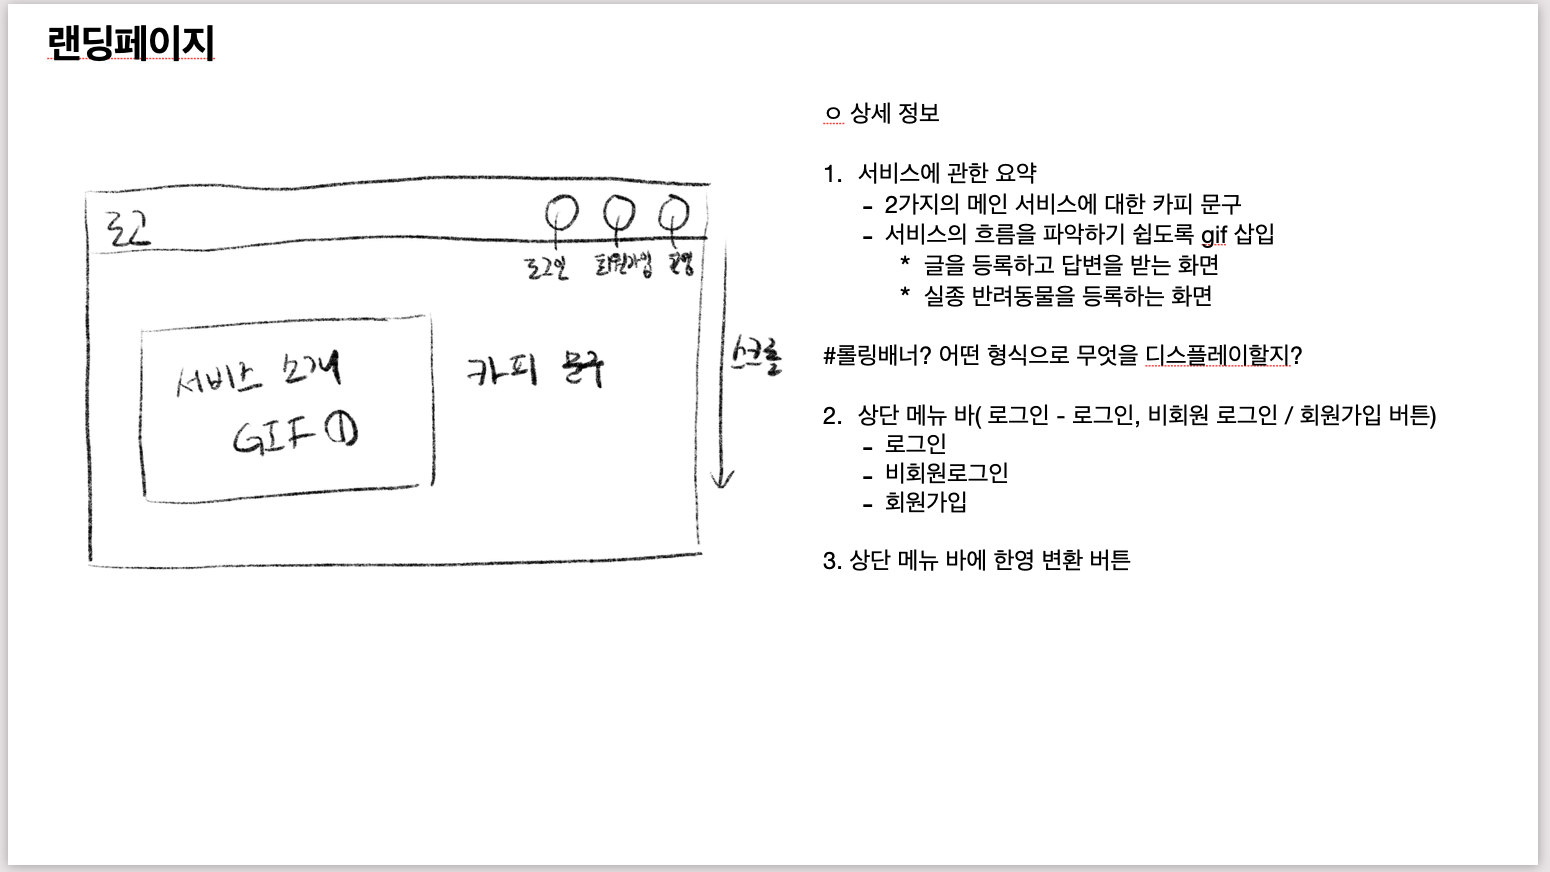 랜딩페이지
로고
로그인 회원가입 한영
서비스 소개
GIF ①
카피 문구
스크롤
ㅇ 상세 정보
1. 서비스에 관한 요약
- 2가지의 메인 서비스에 대한 카피 문구
- 서비스의 흐름을 파악하기 쉽도록 gif 삽입
* 글을 등록하고 답변을 받는 화면
* 실종 반려동물을 등록하는 화면
#롤링배너? 어떤 형식으로 무엇을 디스플레이할지?
2. 상단 메뉴 바( 로그인 - 로그인, 비회원 로그인 / 회원가입 버튼)
- 로그인
- 비회원로그인
- 회원가입
3. 상단 메뉴 바에 한영 변환 버튼